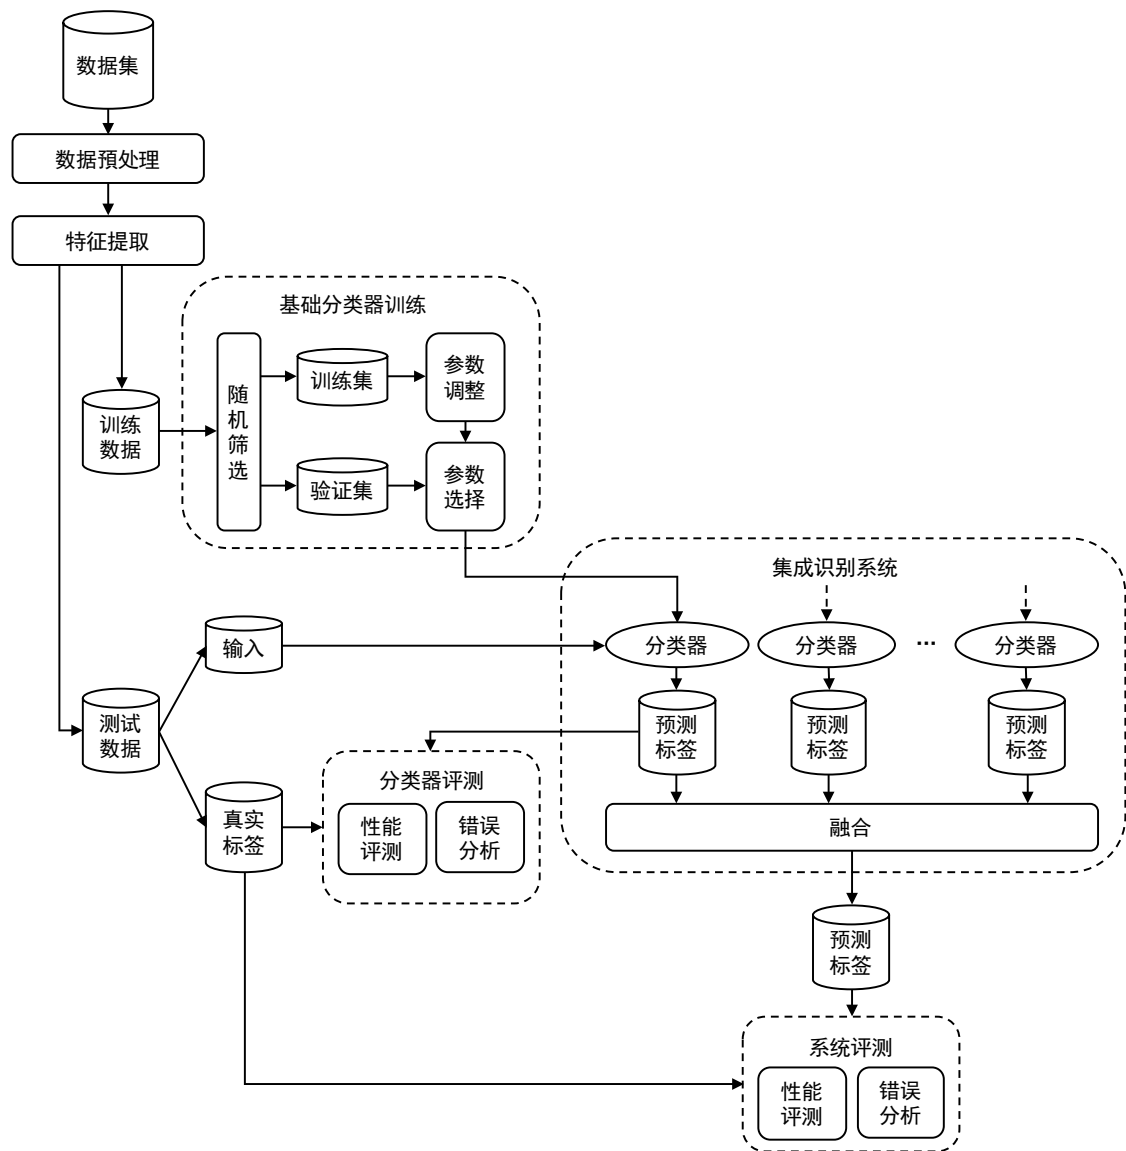 数据集
数据預处理
特征提取
基础分类器训练
随
机
筛
选
训练集
参数
调整
训练
数据
验证集
参数
选择
集成识别系统
输入
分类器
分类器
...
分类器
测试
数据
预测
标签
预测
标签
预测
标签
分类器评测
真实
标签
性能
评测
错误
分析
融合
预测
标签
系统评测
性能
评测
错误
分析